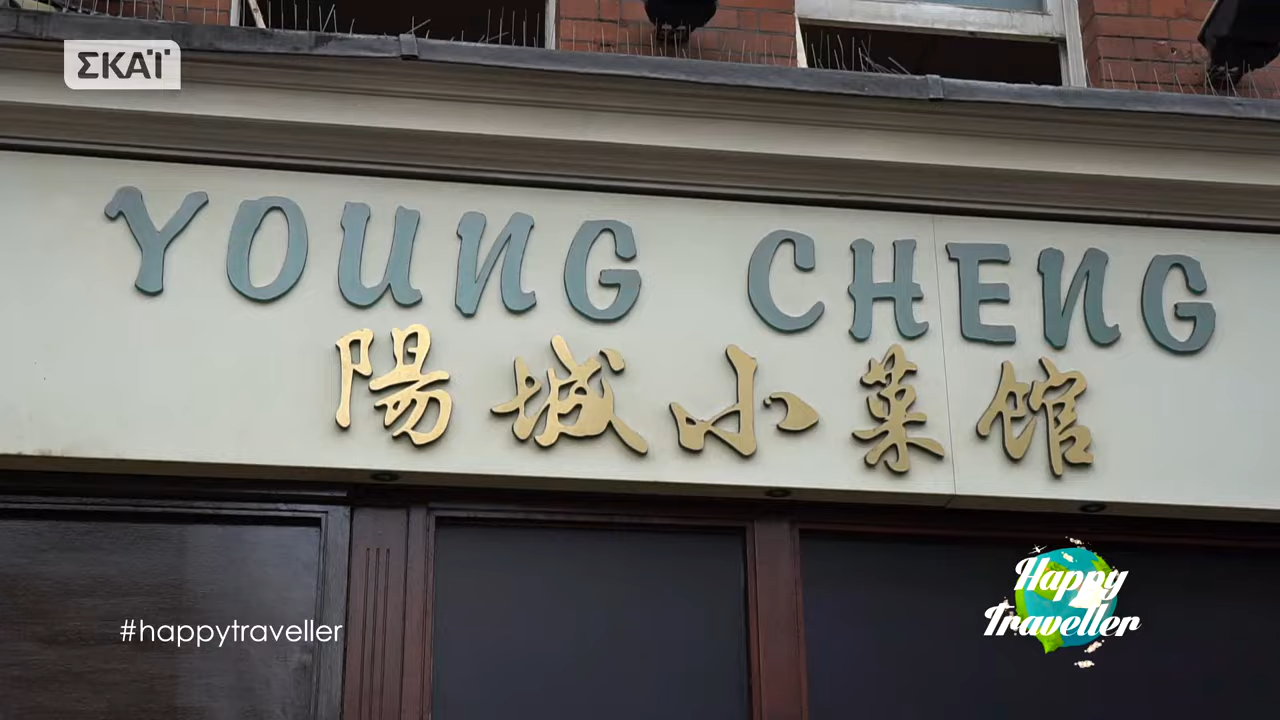 ΣΚΑΪ
YOUNG CHENG
陽城小菜馆
#happytraveller
Happy
Traveller